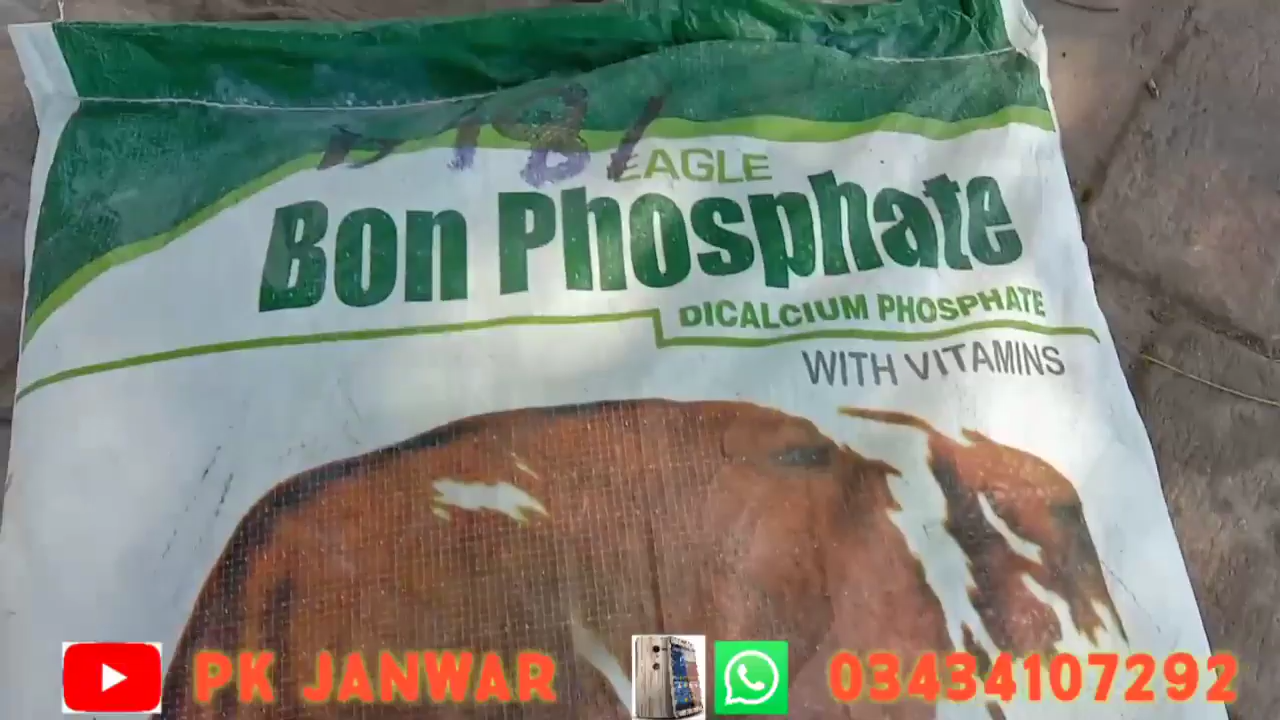 EAGLE
Bon Phosphate
DICALCIUM PHOSPHATE
WITH VITAMINS
PK JANWAR
03434107292